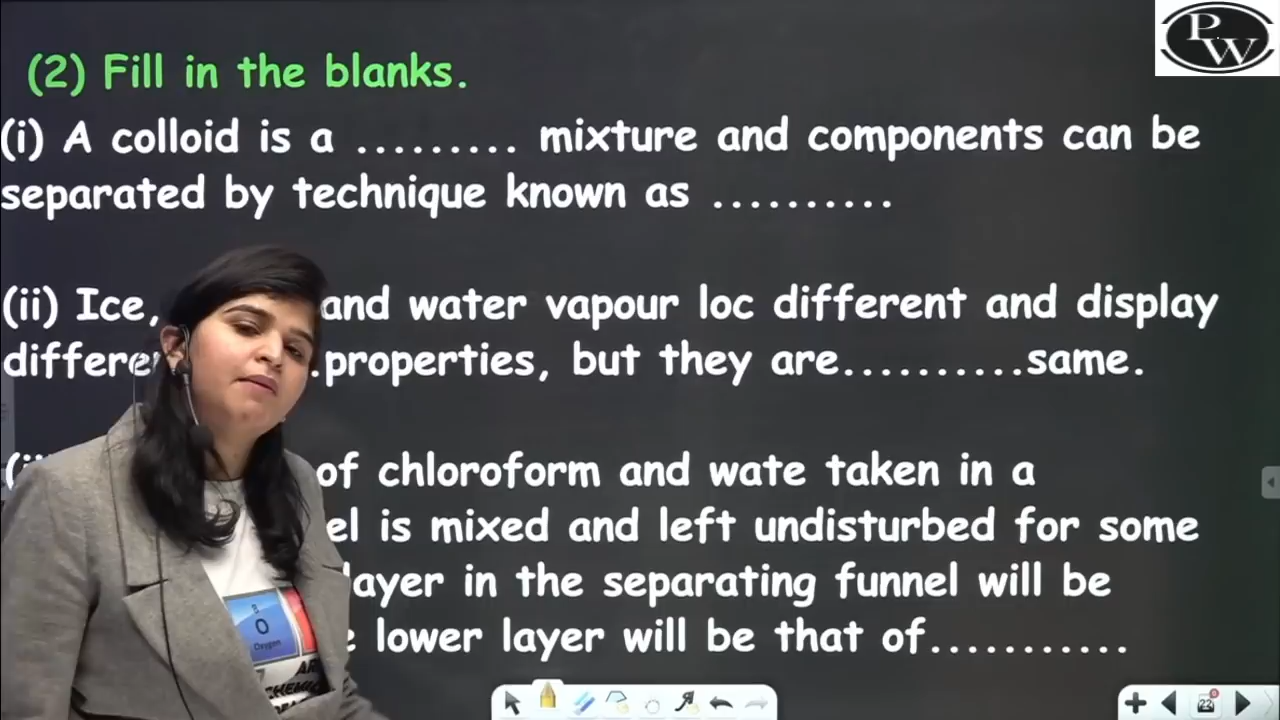 PW
(2) Fill in the blanks.
(i) A colloid is a ......... mixture and components can be
separated by technique known as ..........
(ii) Ice, and water vapour loc different and display
.properties, but they are..........same.
of chloroform and wate taken in a
is mixed and left undisturbed for some
layer in the separating funnel will be
lower layer will be that of...........
8
O
Oxygen
22